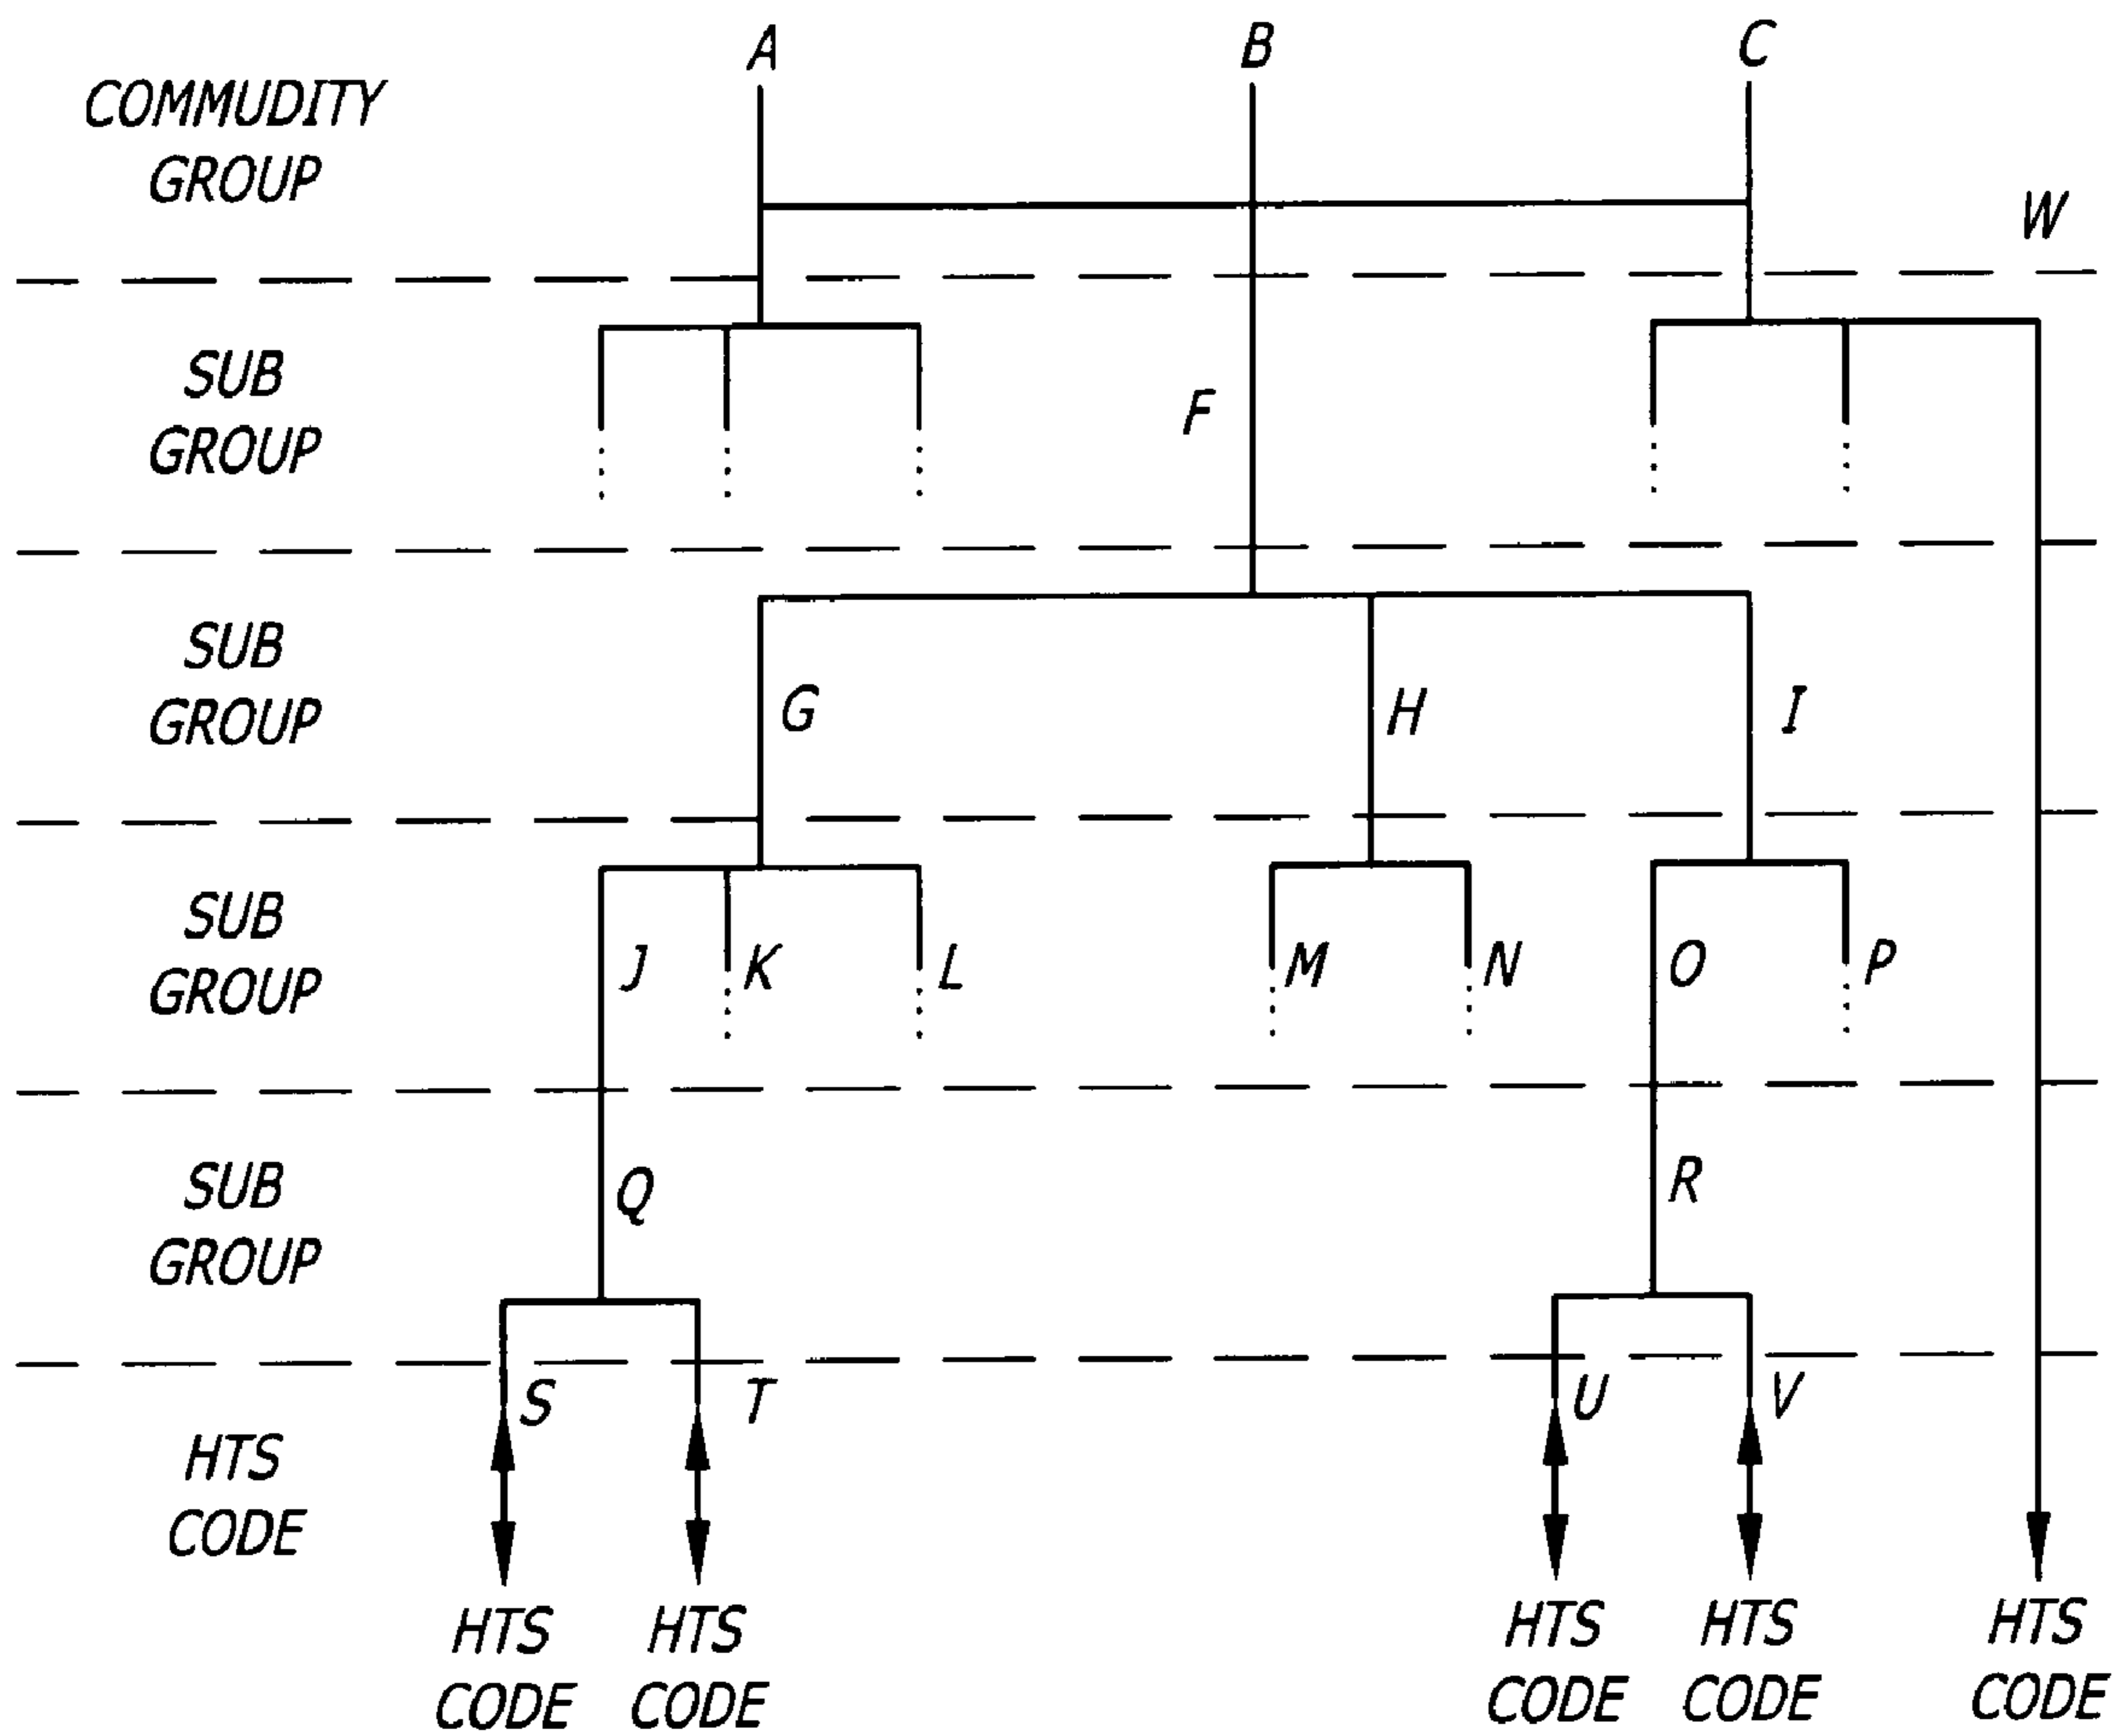 A B C
COMMUDITY
GROUP
W
SUB
GROUP
F
SUB
GROUP
G H I
SUB
GROUP
J K L M N O P
SUB
GROUP
Q R
S T U V
HTS
CODE
HTS HTS HTS HTS HTS
CODE CODE CODE CODE CODE